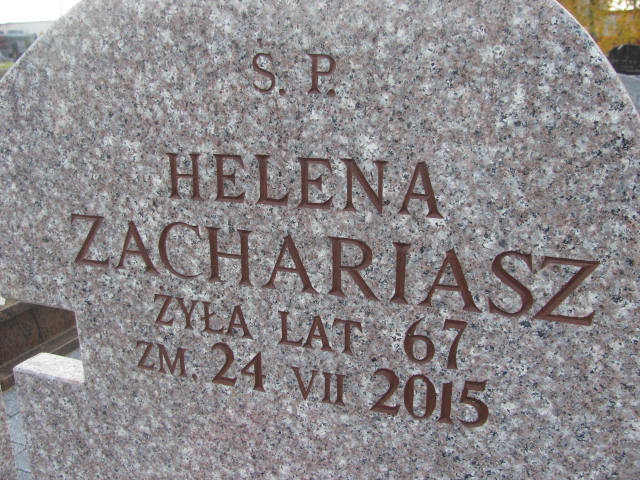 Ś. P.
HELENA
ZACHARIASZ
ŻYŁA LAT 67
ZM. 24 VII 2015